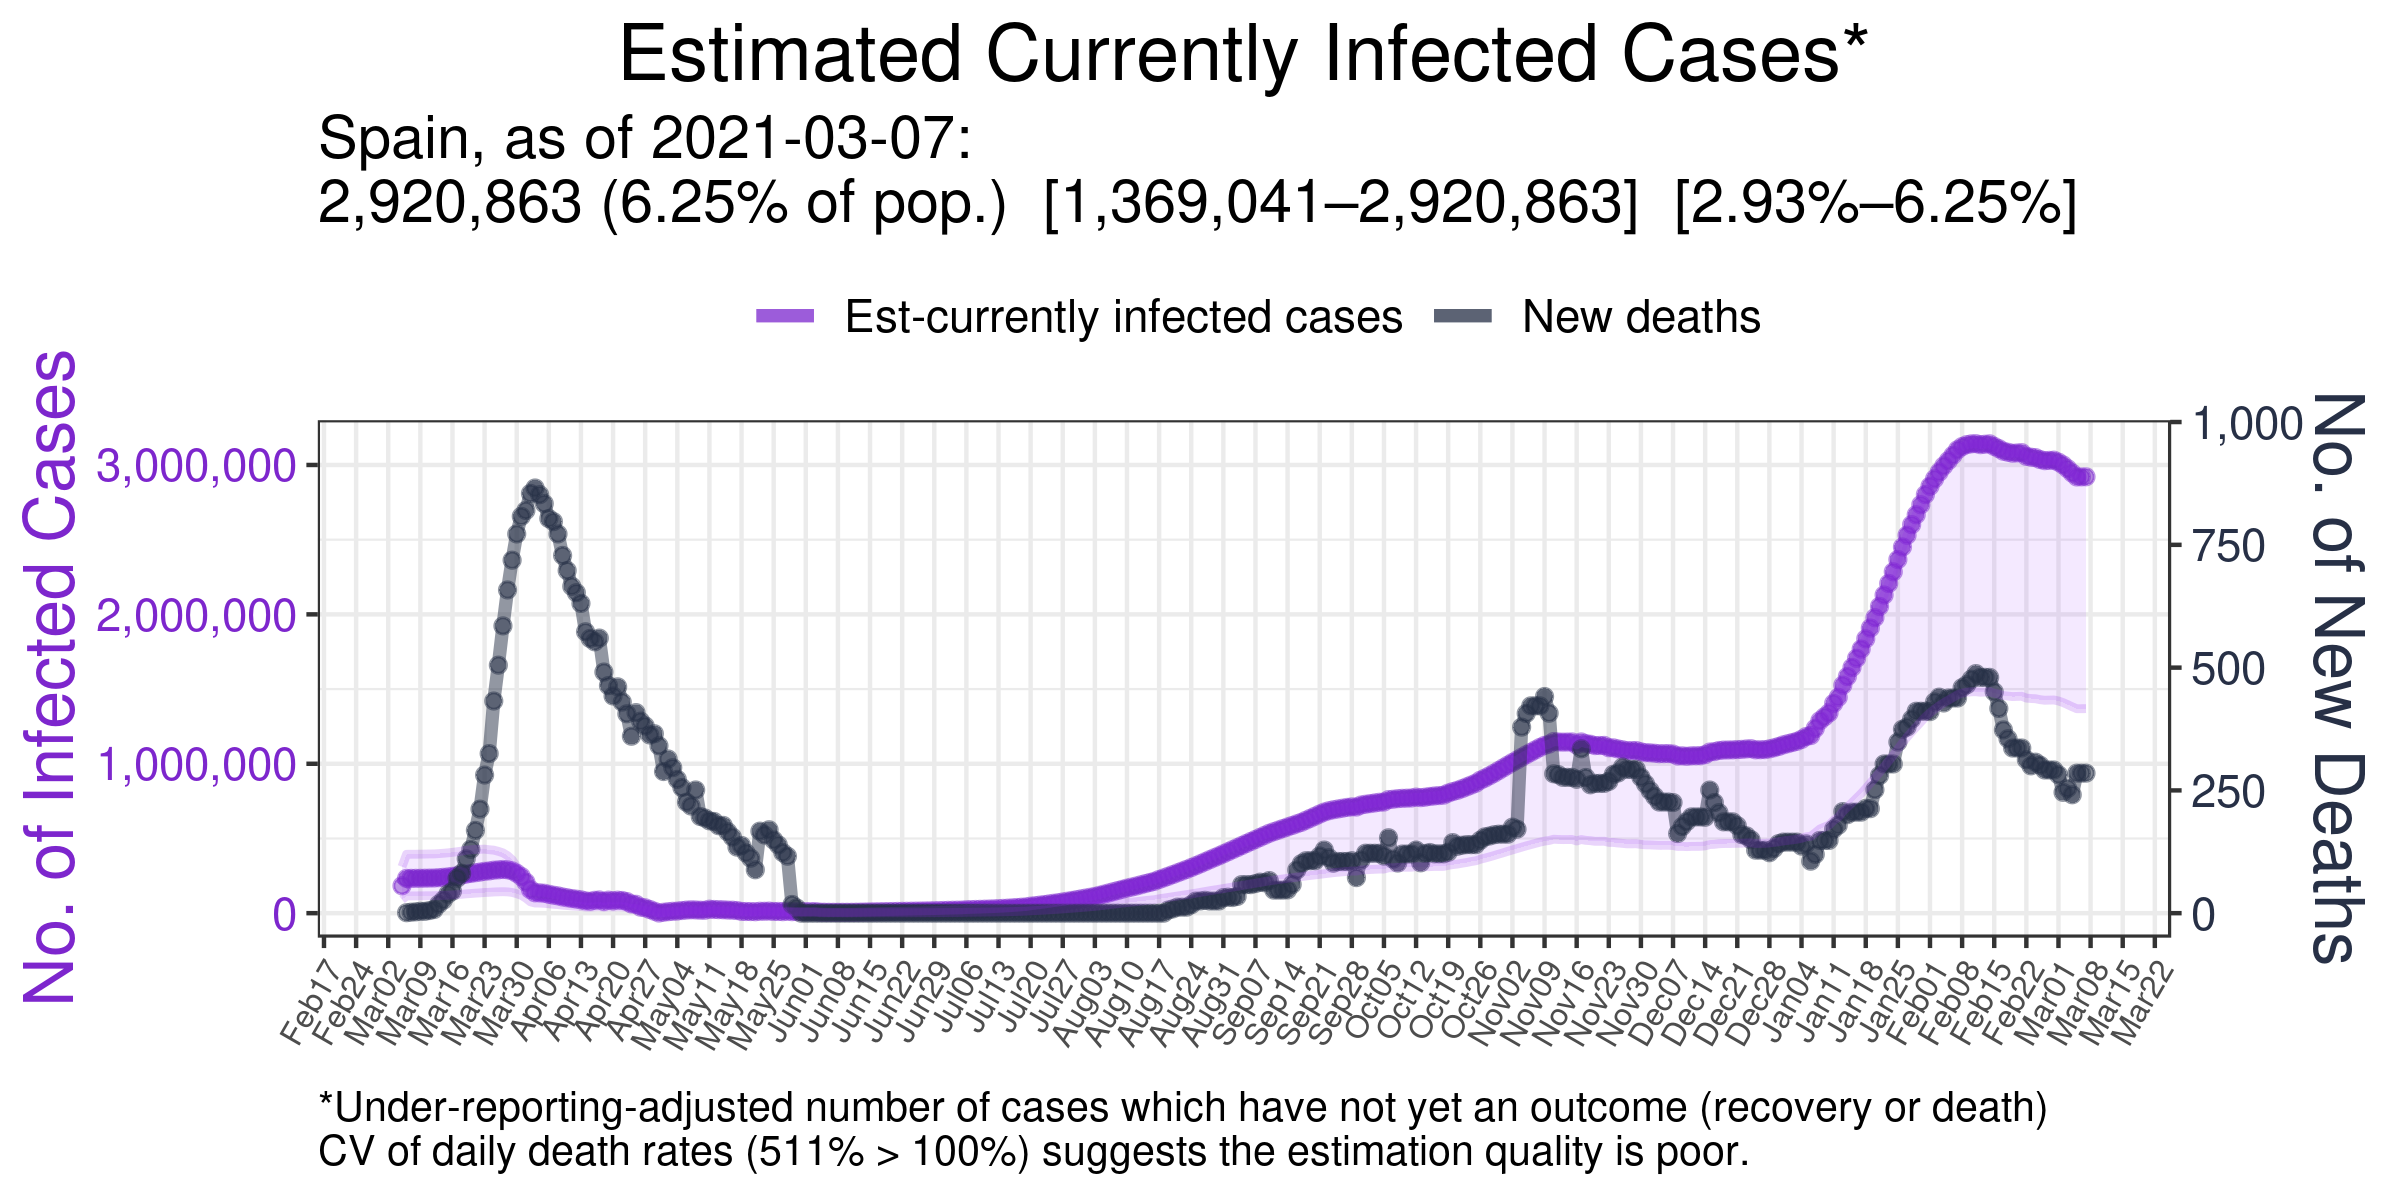 Estimated Currently Infected Cases*
Spain, as of 2021-03-07:
2,920,863 (6.25% of pop.) [1,369,041–2,920,863] [2.93%–6.25%]
Est-currently infected cases New deaths
No. of Infected Cases
3,000,000
2,000,000
1,000,000
0
1,000
750
500
250
0
No. of New Deaths
Feb17 Feb24 Mar02 Mar09 Mar16 Mar23 Mar30 Apr06 Apr13 Apr20 Apr27 May04 May11 May18 May25 Jun01 Jun08 Jun15 Jun22 Jun29 Jul06 Jul13 Jul20 Jul27 Aug03 Aug10 Aug17 Aug24 Aug31 Sep07 Sep14 Sep21 Sep28 Oct05 Oct12 Oct19 Oct26 Nov02 Nov09 Nov16 Nov23 Nov30 Dec07 Dec14 Dec21 Dec28 Jan04 Jan11 Jan18 Jan25 Feb01 Feb08 Feb15 Feb22 Mar01 Mar08 Mar15 Mar22
*Under-reporting-adjusted number of cases which have not yet an outcome (recovery or death)
CV of daily death rates (511% > 100%) suggests the estimation quality is poor.